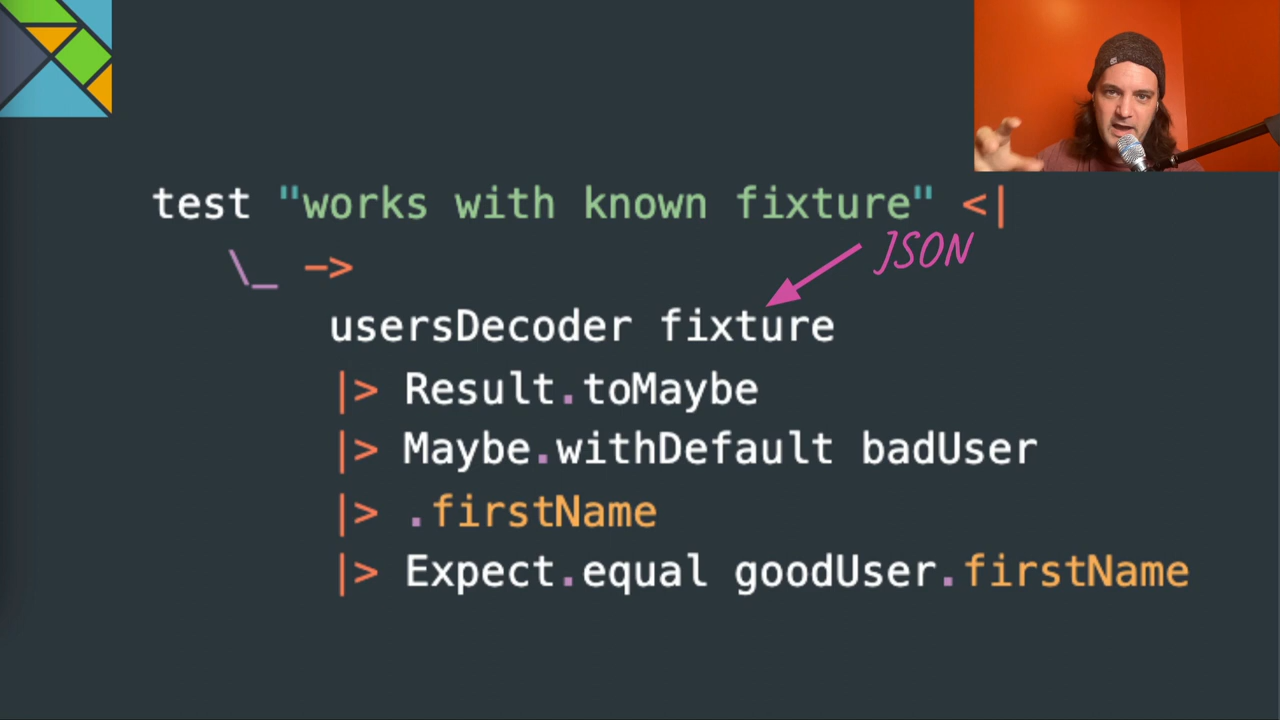 test "works with known fixture" <|
JSON
\_ ->
usersDecoder fixture
|> Result.toMaybe
|> Maybe.withDefault badUser
|> .firstName
|> Expect.equal goodUser.firstName